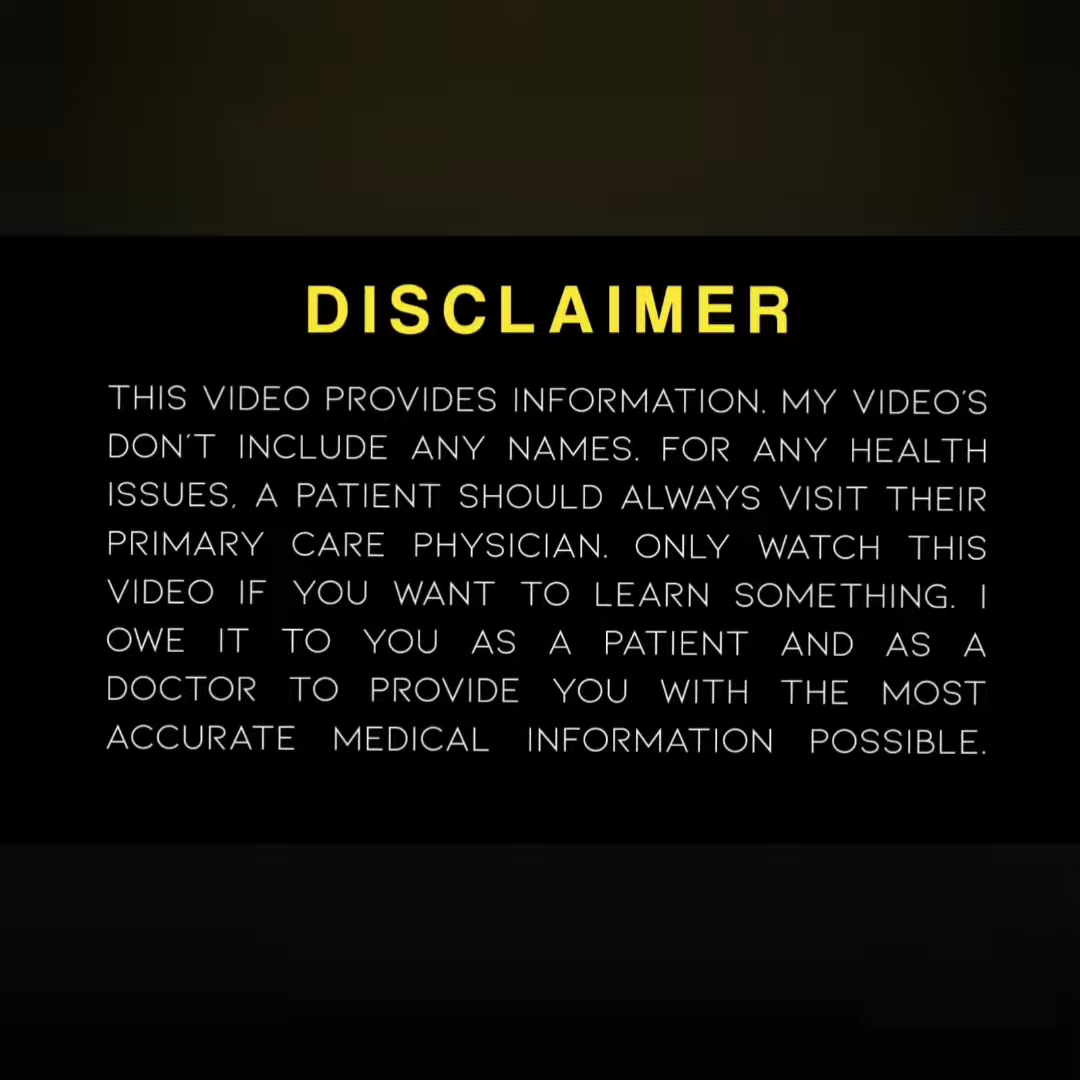 DISCLAIMER
THIS VIDEO PROVIDES INFORMATION. MY VIDEO'S
DON'T INCLUDE ANY NAMES. FOR ANY HEALTH
ISSUES, A PATIENT SHOULD ALWAYS VISIT THEIR
PRIMARY CARE PHYSICIAN. ONLY WATCH THIS
VIDEO IF YOU WANT TO LEARN SOMETHING. I
OWE IT TO YOU AS A PATIENT AND AS A
DOCTOR TO PROVIDE YOU WITH THE MOST
ACCURATE MEDICAL INFORMATION POSSIBLE.